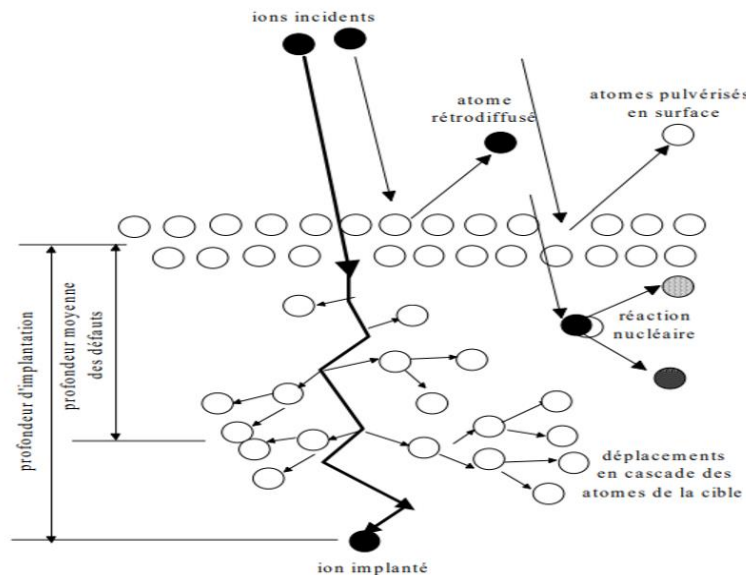 ions incidents
atome
rétrodiffusé
atomes pulvérisés
en surface
profondeur d'implantation
profondeur moyenne
des défauts
réaction
nucléaire
déplacements
en cascade des
atomes de la cible
ion implanté